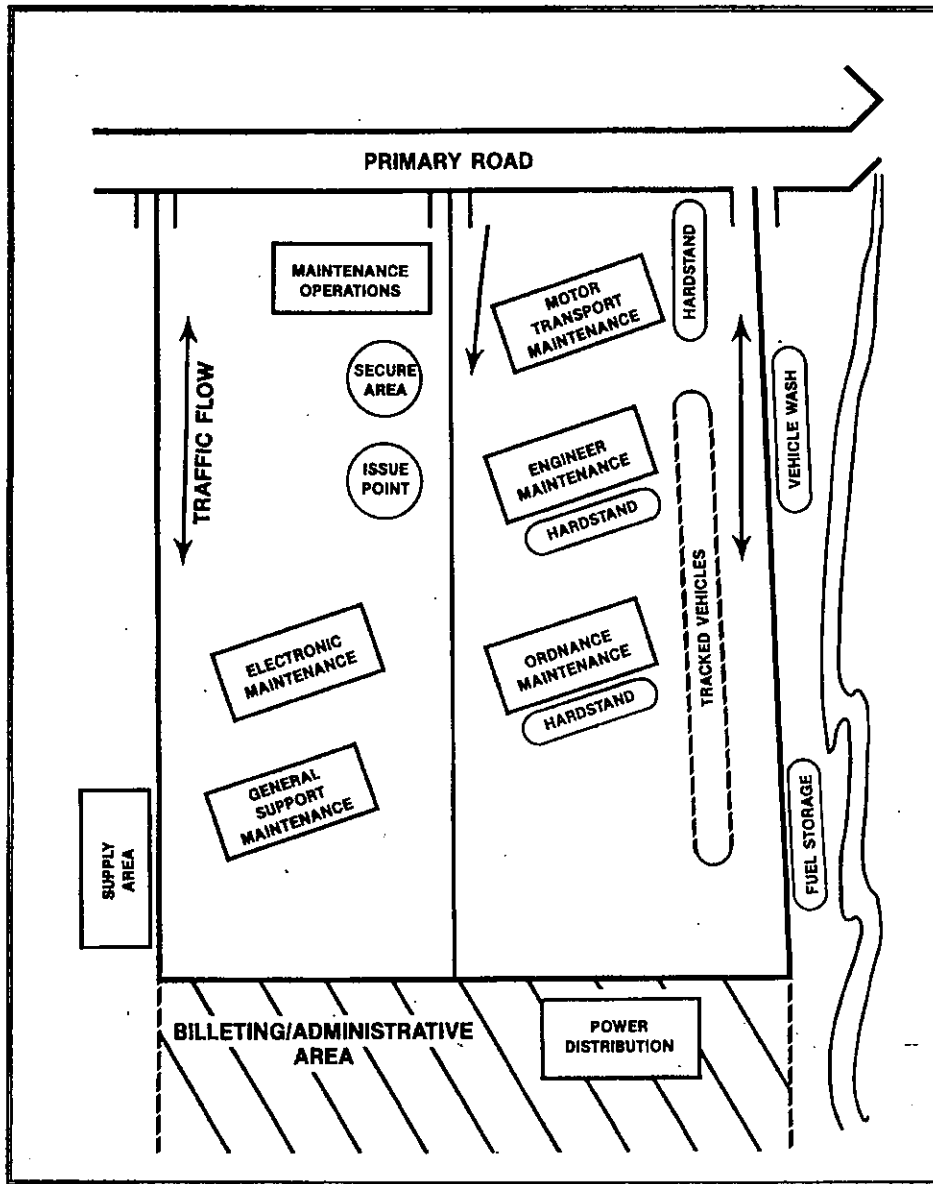 PRIMARY ROAD
MAINTENANCE
OPERATIONS
SECURE
AREA
ISSUE
POINT
TRAFFIC FLOW
ELECTRONIC
MAINTENANCE
GENERAL
SUPPORT
MAINTENANCE
SUPPLY
AREA
MOTOR
TRANSPORT
MAINTENANCE
HARDSTAND
ENGINEER
MAINTENANCE
HARDSTAND
ORDNANCE
MAINTENANCE
HARDSTAND
TRACKED VEHICLES
VEHICLE WASH
FUEL STORAGE
BILLETING/ADMINISTRATIVE
AREA
POWER
DISTRIBUTION